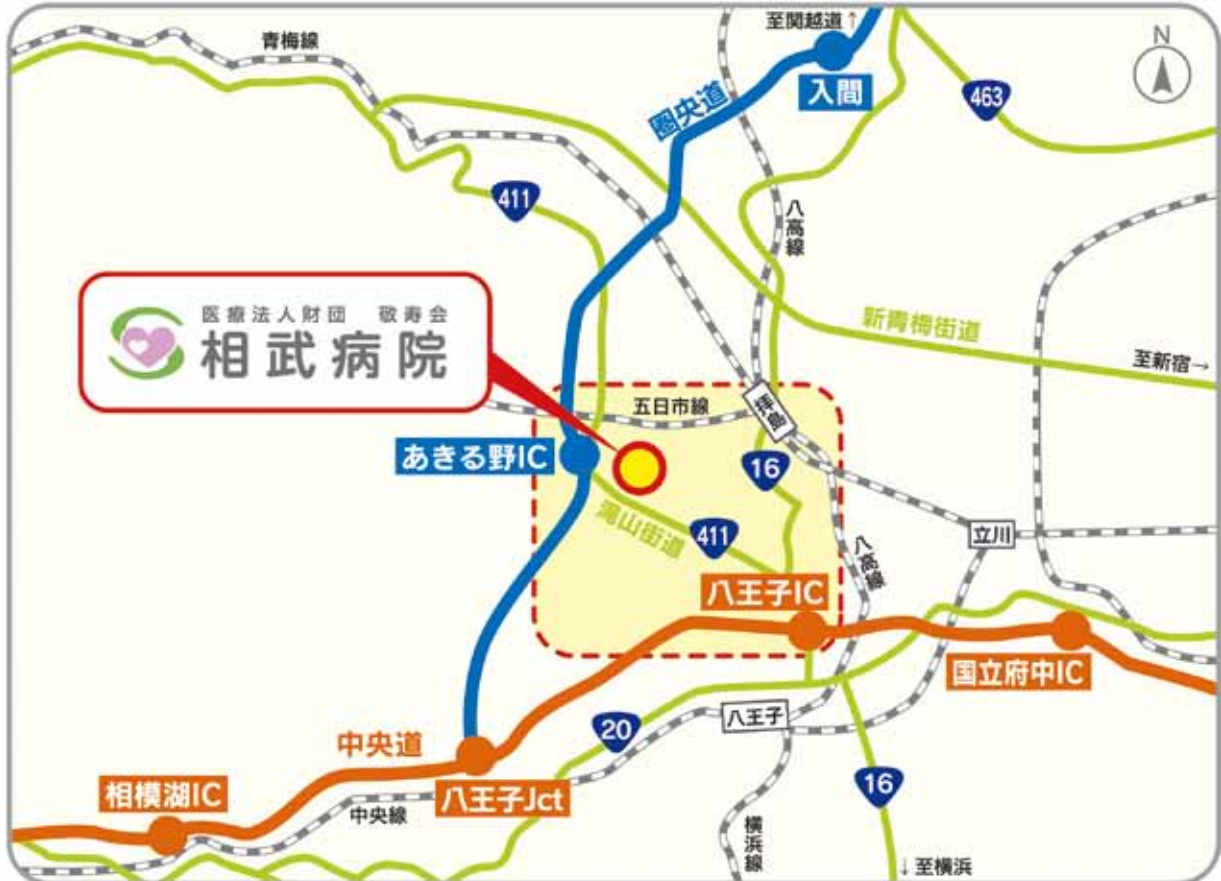 至関越道↑
N
青梅線
入間
463
圏央道
411
八高線
医療法人財団 敬寿会
相武病院
新青梅街道
至新宿→
五日市線
拝島
あきる野IC
16
滝山街道
411
立川
八高線
八王子IC
国立府中IC
八王子
20
中央道
16
相模湖IC
八王子Jct
中央線
横浜線
↓至横浜